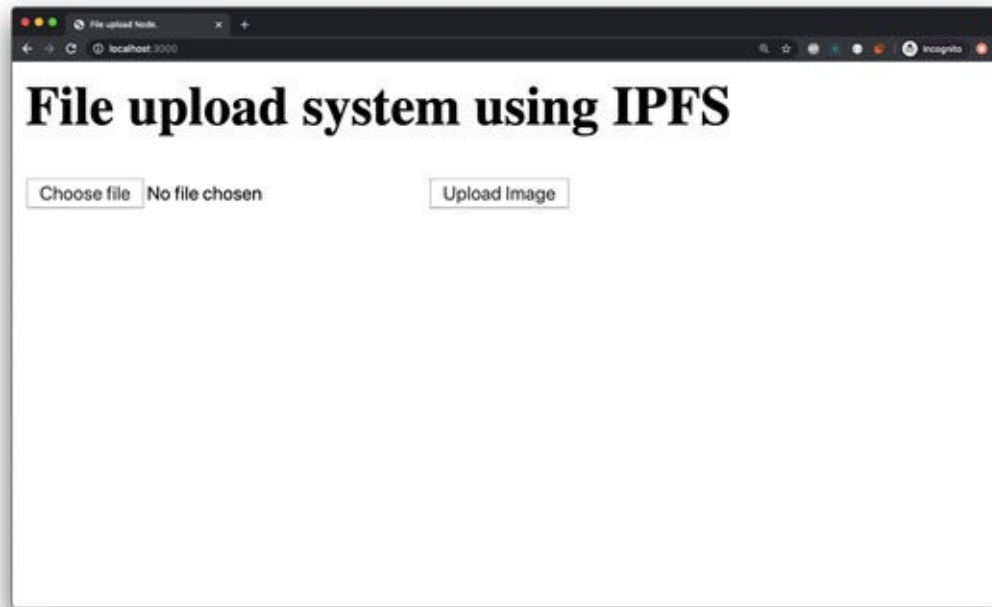 File upload Node.
localhost:3000
Incognito
File upload system using IPFS
Choose file No file chosen Upload Image